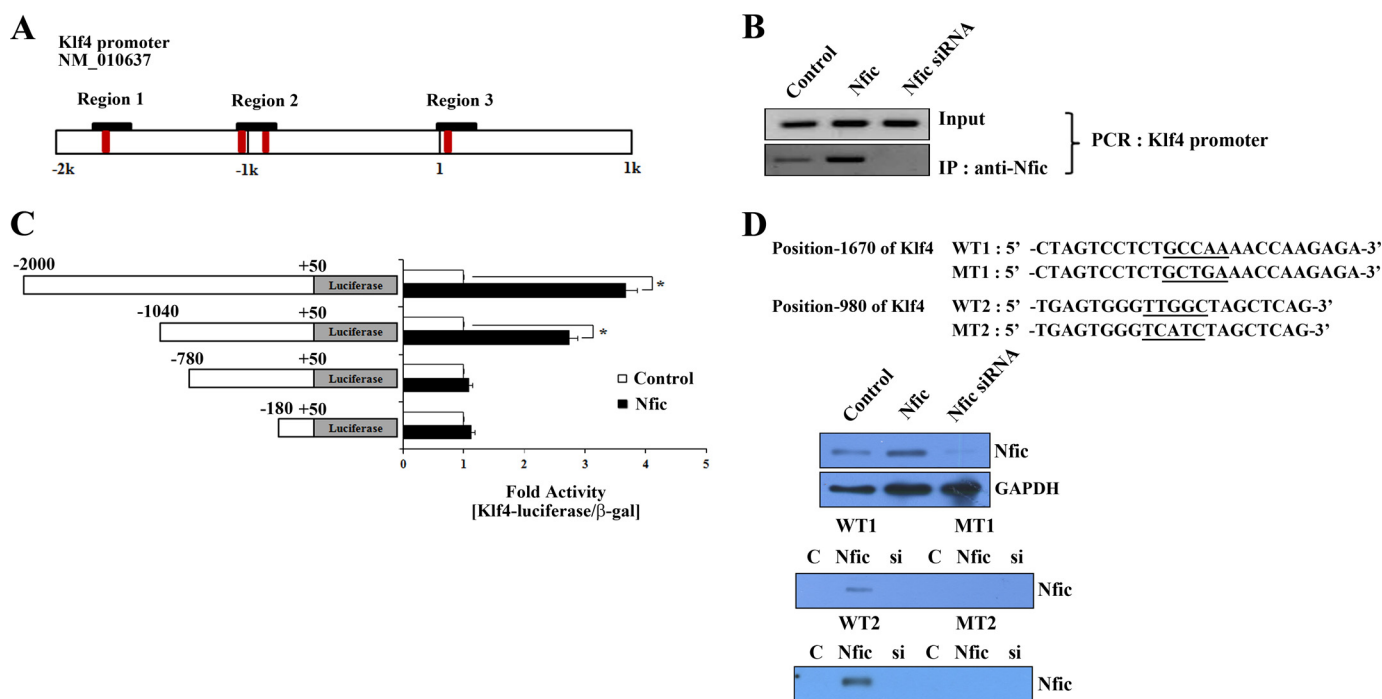 A
Klf4 promoter
NM_010637
Region 1 Region 2 Region 3
-2k -1k 1 1k
B
Control Nfic Nfic siRNA
Input
IP : anti-Nfic
PCR : Klf4 promoter
C
-2000 +50
Luciferase
*
-1040 +50
Luciferase
*
-780 +50
Luciferase
-180 +50
Luciferase
Control
Nfic
0 1 2 3 4 5
Fold Activity
[Klf4-luciferase/β-gal]
D
Position-1670 of Klf4 WT1 : 5’ -CTAGTCCTCTGCCAAAACCAAGAGA-3’
MT1 : 5’ -CTAGTCCTCTGCTGAAACCAAGAGA-3’
Position-980 of Klf4 WT2 : 5’ -TGAGTGGGTTGGCTAGCTCAG-3’
MT2 : 5’ -TGAGTGGGTCATCTAGCTCAG-3’
Control Nfic Nfic siRNA
Nfic
GAPDH
WT1 MT1
C Nfic si C Nfic si
Nfic
WT2 MT2
C Nfic si C Nfic si
Nfic